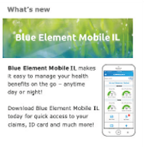 What's new
Blue Element Mobile IL
Blue Element Mobile IL makes
it easy to manage your health
benefits on the go – anytime
day or night!
Download Blue Element Mobile IL
today for quick access to your
claims, ID card and much more!